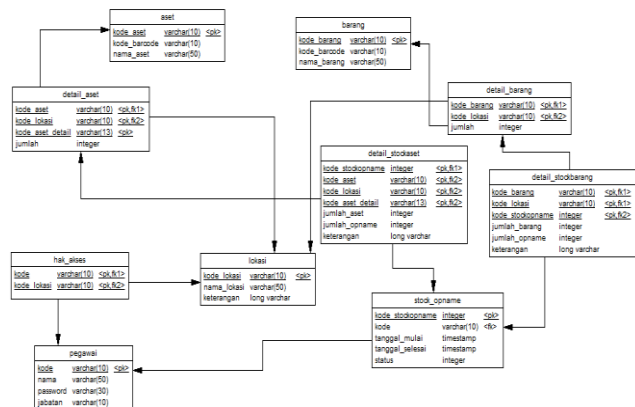 aset
kode_aset varchar(10) <pk>
kode_barcode varchar(10)
nama_aset varchar(50)
barang
kode_barang varchar(10) <pk>
kode_barcode varchar(10)
nama_barang varchar(50)
detail_aset
kode_aset varchar(10) <pk,fk1>
kode_lokasi varchar(10) <pk,fk2>
kode_aset_detail varchar(13) <pk>
jumlah integer
detail_barang
kode_barang varchar(10) <pk,fk1>
kode_lokasi varchar(10) <pk,fk2>
jumlah integer
detail_stockaset
kode_stockopname integer <pk,fk1>
kode_aset varchar(10) <pk,fk2>
kode_lokasi varchar(10) <pk,fk2>
kode_aset_detail varchar(13) <pk,fk2>
jumlah_aset integer
jumlah_opname integer
keterangan long varchar
detail_stockbarang
kode_barang varchar(10) <pk,fk1>
kode_lokasi varchar(10) <pk,fk1>
kode_stockopname integer <pk,fk2>
jumlah_barang integer
jumlah_opname integer
keterangan long varchar
hak_akses
kode varchar(10) <pk,fk1>
kode_lokasi varchar(10) <pk,fk2>
lokasi
kode_lokasi varchar(10) <pk>
nama_lokasi varchar(50)
keterangan long varchar
stock_opname
kode_stockopname integer <pk>
kode varchar(10) <fk>
tanggal_mulai timestamp
tanggal_selesai timestamp
status integer
pegawai
kode varchar(10) <pk>
nama varchar(50)
password varchar(30)
jabatan varchar(10)